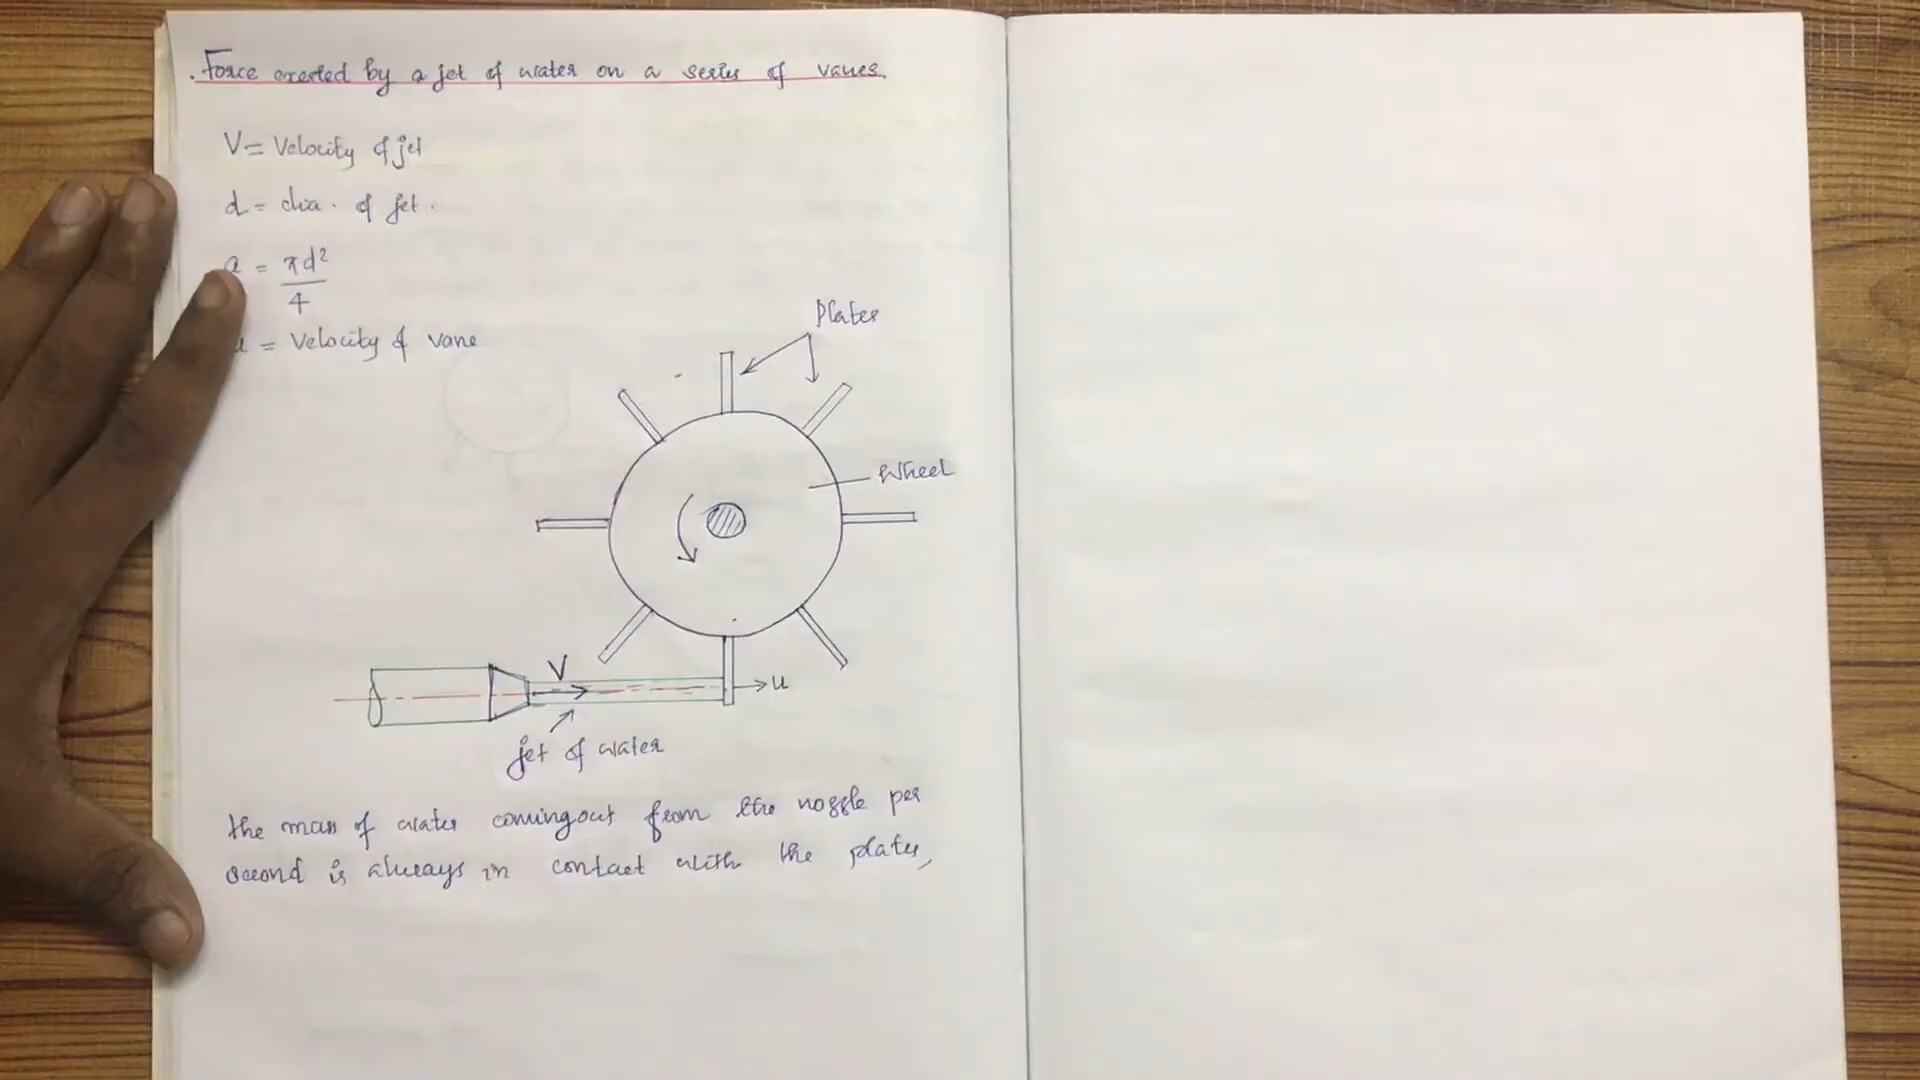 Force exerted by a jet of water on a series of vanes.
V = Velocity of jet
d = dia. of jet.
a = πd²
4
u = Velocity of vane
Plates
Wheel
V
u
jet of water
the mass of water comingout from the nozzle per
second is always in contact with the plates,